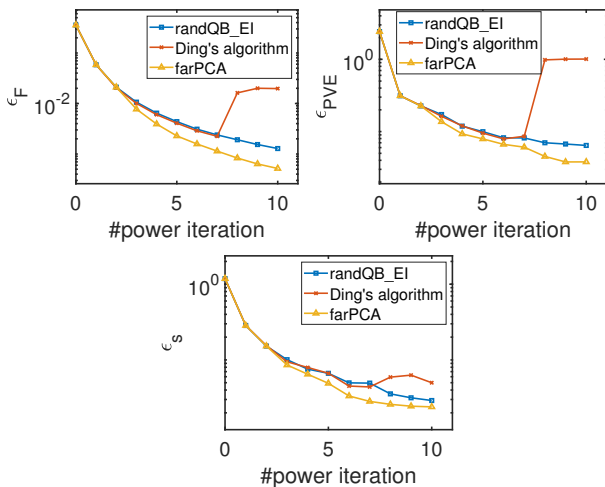 randQB_EI
Ding's algorithm
farPCA
ϵ_F
10^-2
0
5
10
#power iteration
randQB_EI
Ding's algorithm
farPCA
ϵ_PVE
10^0
0
5
10
#power iteration
randQB_EI
Ding's algorithm
farPCA
ϵ_s
10^0
0
5
10
#power iteration